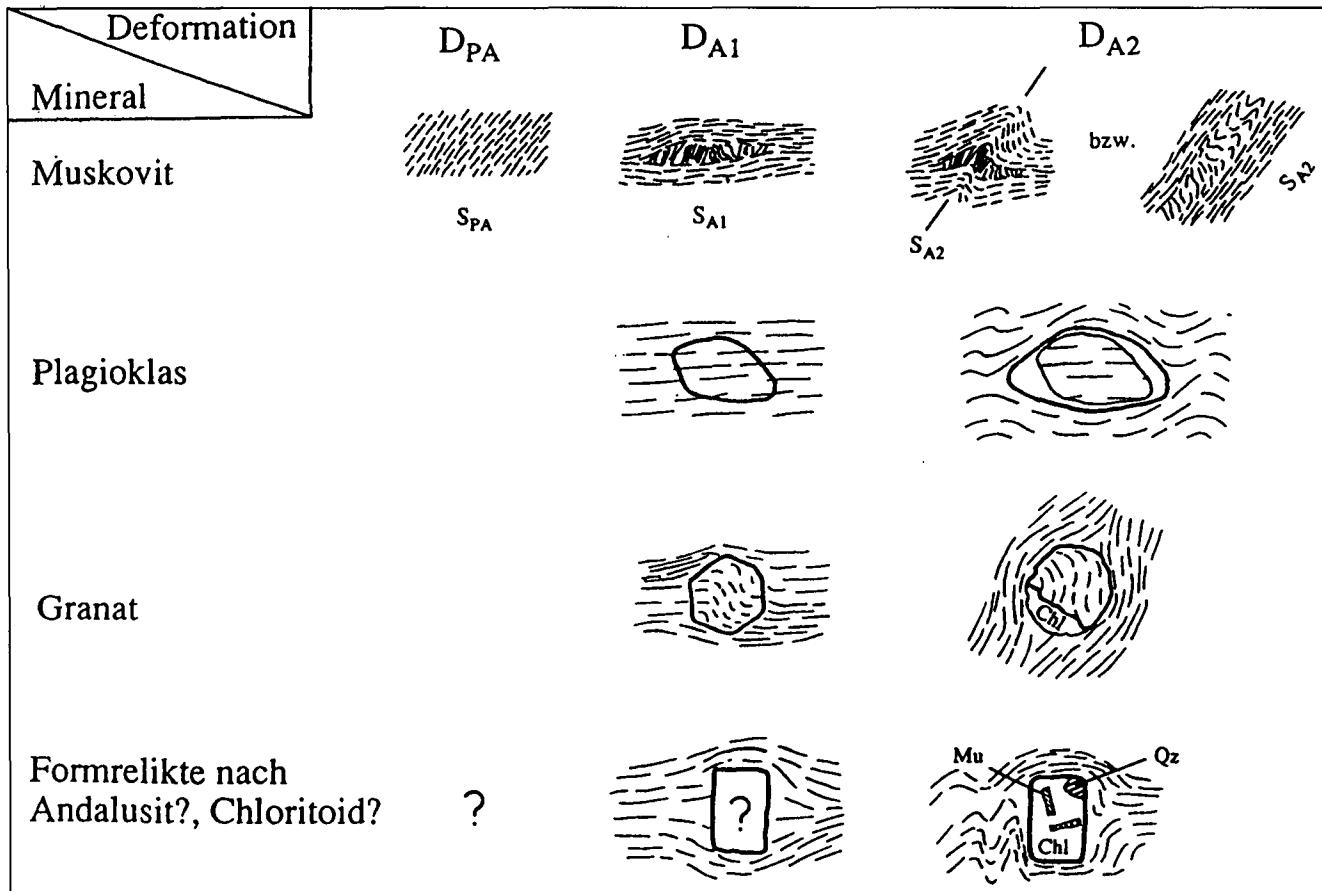 Deformation
Mineral
D_PA D_A1 D_A2
Muskovit
bzw.
S_PA S_A1 S_A2 S_A2
Plagioklas
Granat
Chl
Formrelikte nach
Andalusit?, Chloritoid?
? ?
Mu Qz
Chl